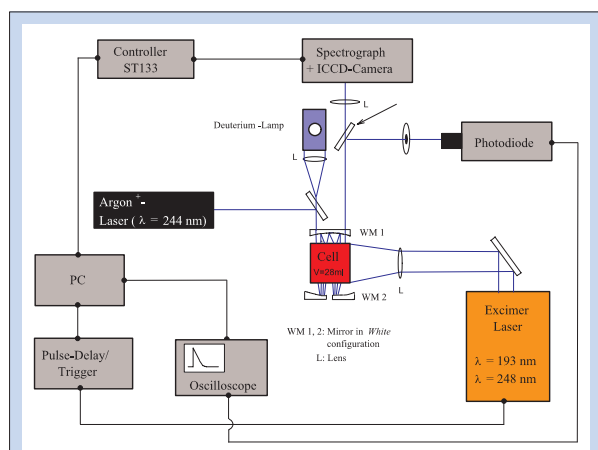 Controller
ST133
Spectrograph
+ ICCD-Camera
L
Deuterium -Lamp
L
Photodiode
Argon +-
Laser ( λ = 244 nm)
WM 1
Cell
V=28ml
L
PC
WM 2
WM 1, 2: Mirror in White
configuration
L: Lens
Excimer
Laser
λ = 193 nm
λ = 248 nm
Pulse-Delay/
Trigger
Oscilloscope